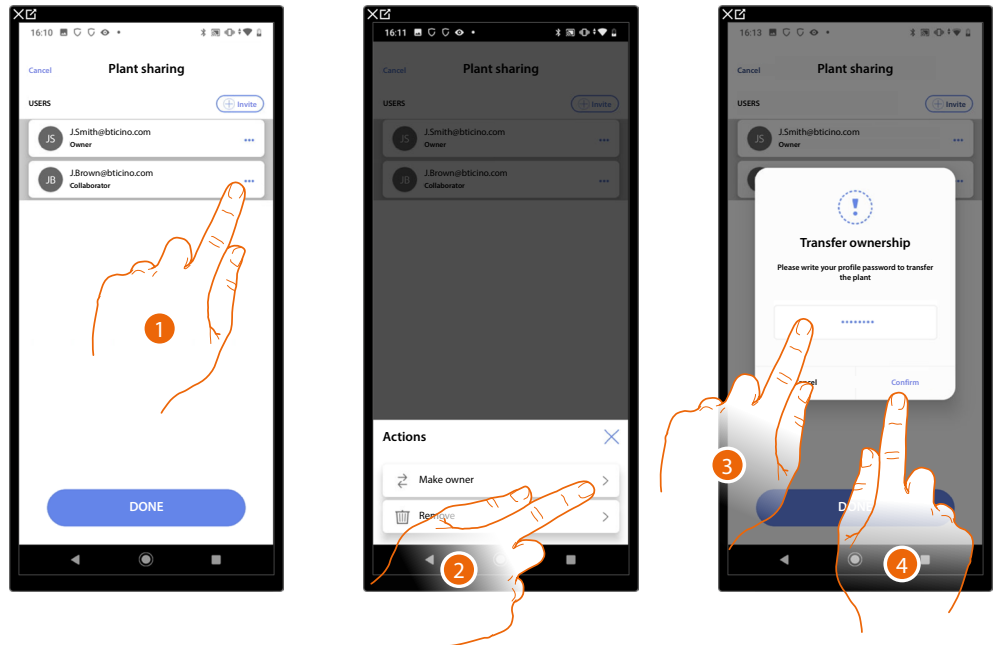 16:10
Cancel
Plant sharing
USERS
Invite
JS
J.Smith@bticino.com
Owner
JB
J.Brown@bticino.com
Collaborator
1
DONE
16:11
Cancel
Plant sharing
USERS
Invite
JS
J.Smith@bticino.com
Owner
JB
J.Brown@bticino.com
Collaborator
Actions
Make owner
Remove
2
16:13
Cancel
Plant sharing
USERS
Invite
JS
J.Smith@bticino.com
Owner
Transfer ownership
Please write your profile password to transfer
the plant
••••••••
Confirm
3
4